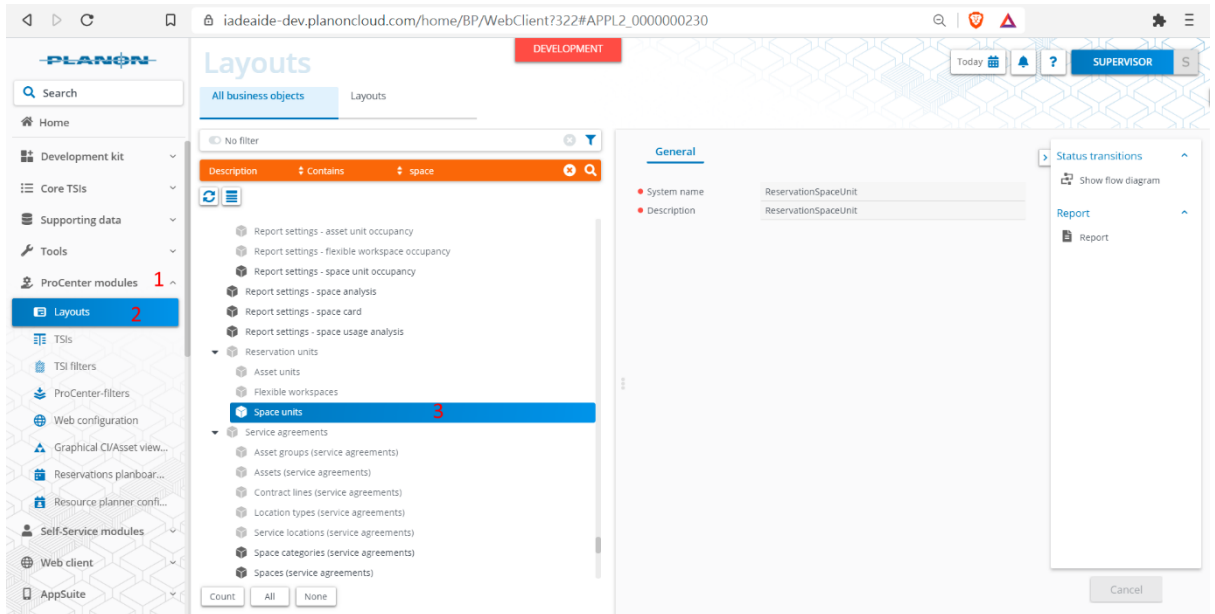 iadeaide-dev.planoncloud.com/home/BP/WebClient?322#APPL2_0000000230
PLANON
Layouts
DEVELOPMENT
Today
?
SUPERVISOR
S
Search
Home
Development kit
Core TSIs
Supporting data
Tools
ProCenter modules 1
Layouts 2
TSIs
TSI filters
ProCenter-filters
Web configuration
Graphical CI/Asset view...
Reservations planboar...
Resource planner confi...
Self-Service modules
Web client
AppSuite
All business objects
Layouts
No filter
Description Contains space
Report settings - asset unit occupancy
Report settings - flexible workspace occupancy
Report settings - space unit occupancy
Report settings - space analysis
Report settings - space card
Report settings - space usage analysis
Reservation units
Asset units
Flexible workspaces
Space units 3
Service agreements
Asset groups (service agreements)
Assets (service agreements)
Contract lines (service agreements)
Location types (service agreements)
Service locations (service agreements)
Space categories (service agreements)
Spaces (service agreements)
Count All None
General
System name ReservationSpaceUnit
Description ReservationSpaceUnit
Status transitions
Show flow diagram
Report
Report
Cancel